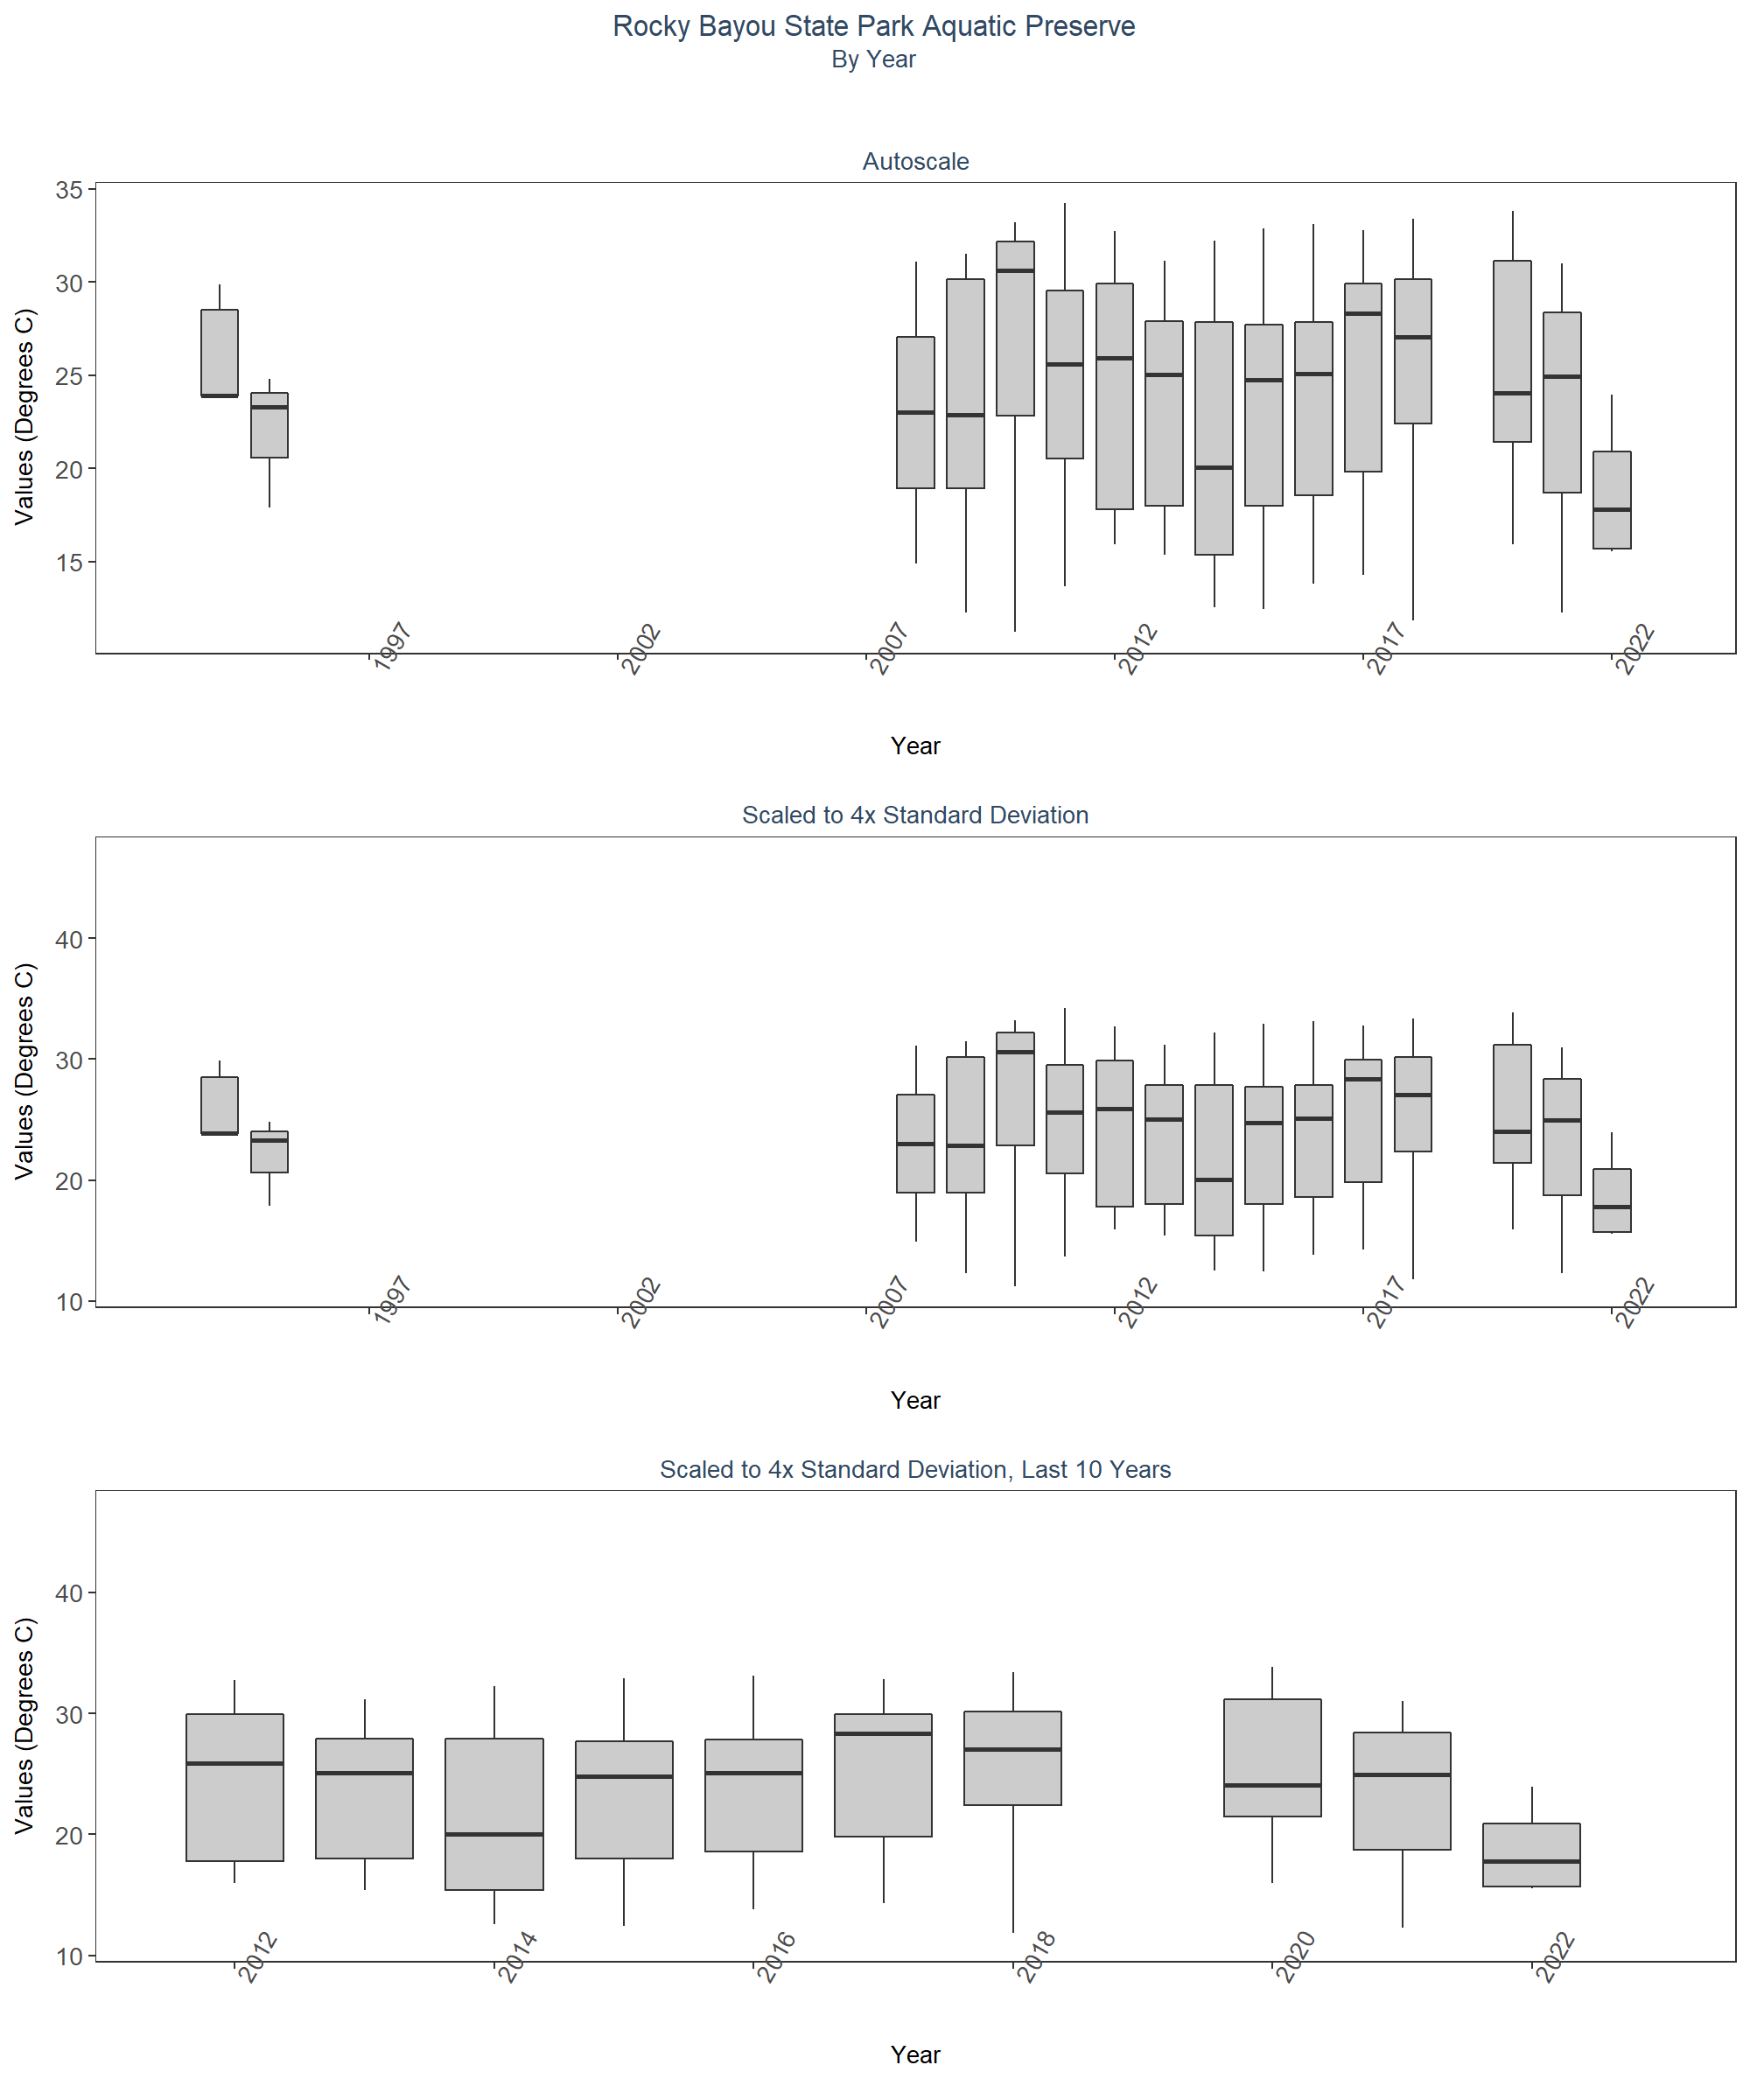 Rocky Bayou State Park Aquatic Preserve
By Year
Autoscale
Values (Degrees C)
35
30
25
20
15
1997
2002
2007
2012
2017
2022
Year
Scaled to 4x Standard Deviation
Values (Degrees C)
40
30
20
10
1997
2002
2007
2012
2017
2022
Year
Scaled to 4x Standard Deviation, Last 10 Years
Values (Degrees C)
40
30
20
10
2012
2014
2016
2018
2020
2022
Year